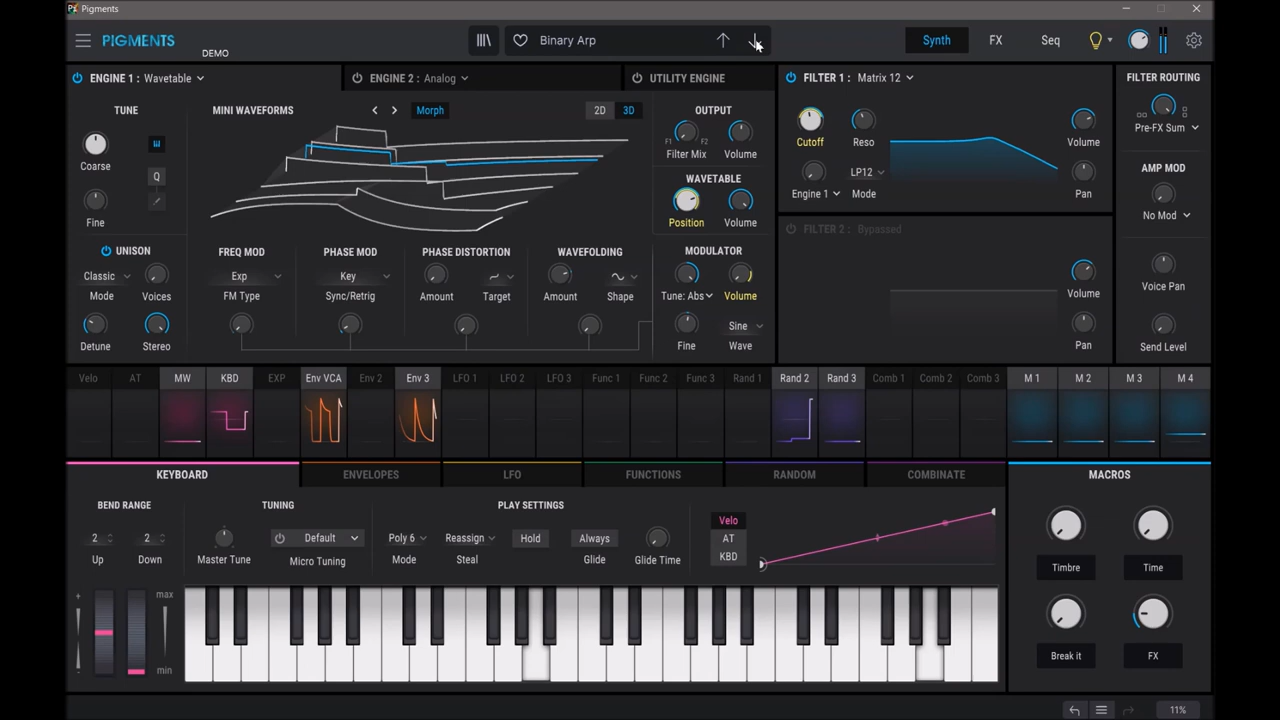 Pigments
PIGMENTS
DEMO
Binary Arp
Synth
FX
Seq
ENGINE 1: Wavetable
ENGINE 2: Analog
UTILITY ENGINE
FILTER 1: Matrix 12
FILTER ROUTING
TUNE
MINI WAVEFORMS
Morph
2D
3D
OUTPUT
F1
F2
Filter Mix
Volume
Coarse
Q
Fine
WAVETABLE
Position
Volume
Cutoff
Reso
Volume
LP12
Engine 1
Mode
Pan
Pre-FX Sum
AMP MOD
No Mod
FILTER 2: Bypassed
UNISON
FREQ MOD
PHASE MOD
PHASE DISTORTION
WAVEFOLDING
MODULATOR
Classic
Exp
Key
Mode
Voices
FM Type
Sync/Retrig
Amount
Target
Amount
Shape
Tune: Abs
Volume
Volume
Voice Pan
Sine
Detune
Stereo
Fine
Wave
Pan
Send Level
Velo
AT
MW
KBD
EXP
Env VCA
Env 2
Env 3
LFO 1
LFO 2
LFO 3
Func 1
Func 2
Func 3
Rand 1
Rand 2
Rand 3
Comb 1
Comb 2
Comb 3
M 1
M 2
M 3
M 4
KEYBOARD
ENVELOPES
LFO
FUNCTIONS
RANDOM
COMBINATE
MACROS
BEND RANGE
TUNING
PLAY SETTINGS
2
2
Up
Down
Master Tune
Default
Micro Tuning
Poly 6
Mode
Reassign
Steal
Hold
Always
Glide
Glide Time
Velo
AT
KBD
Timbre
Time
Break it
FX
+
-
max
min
11%